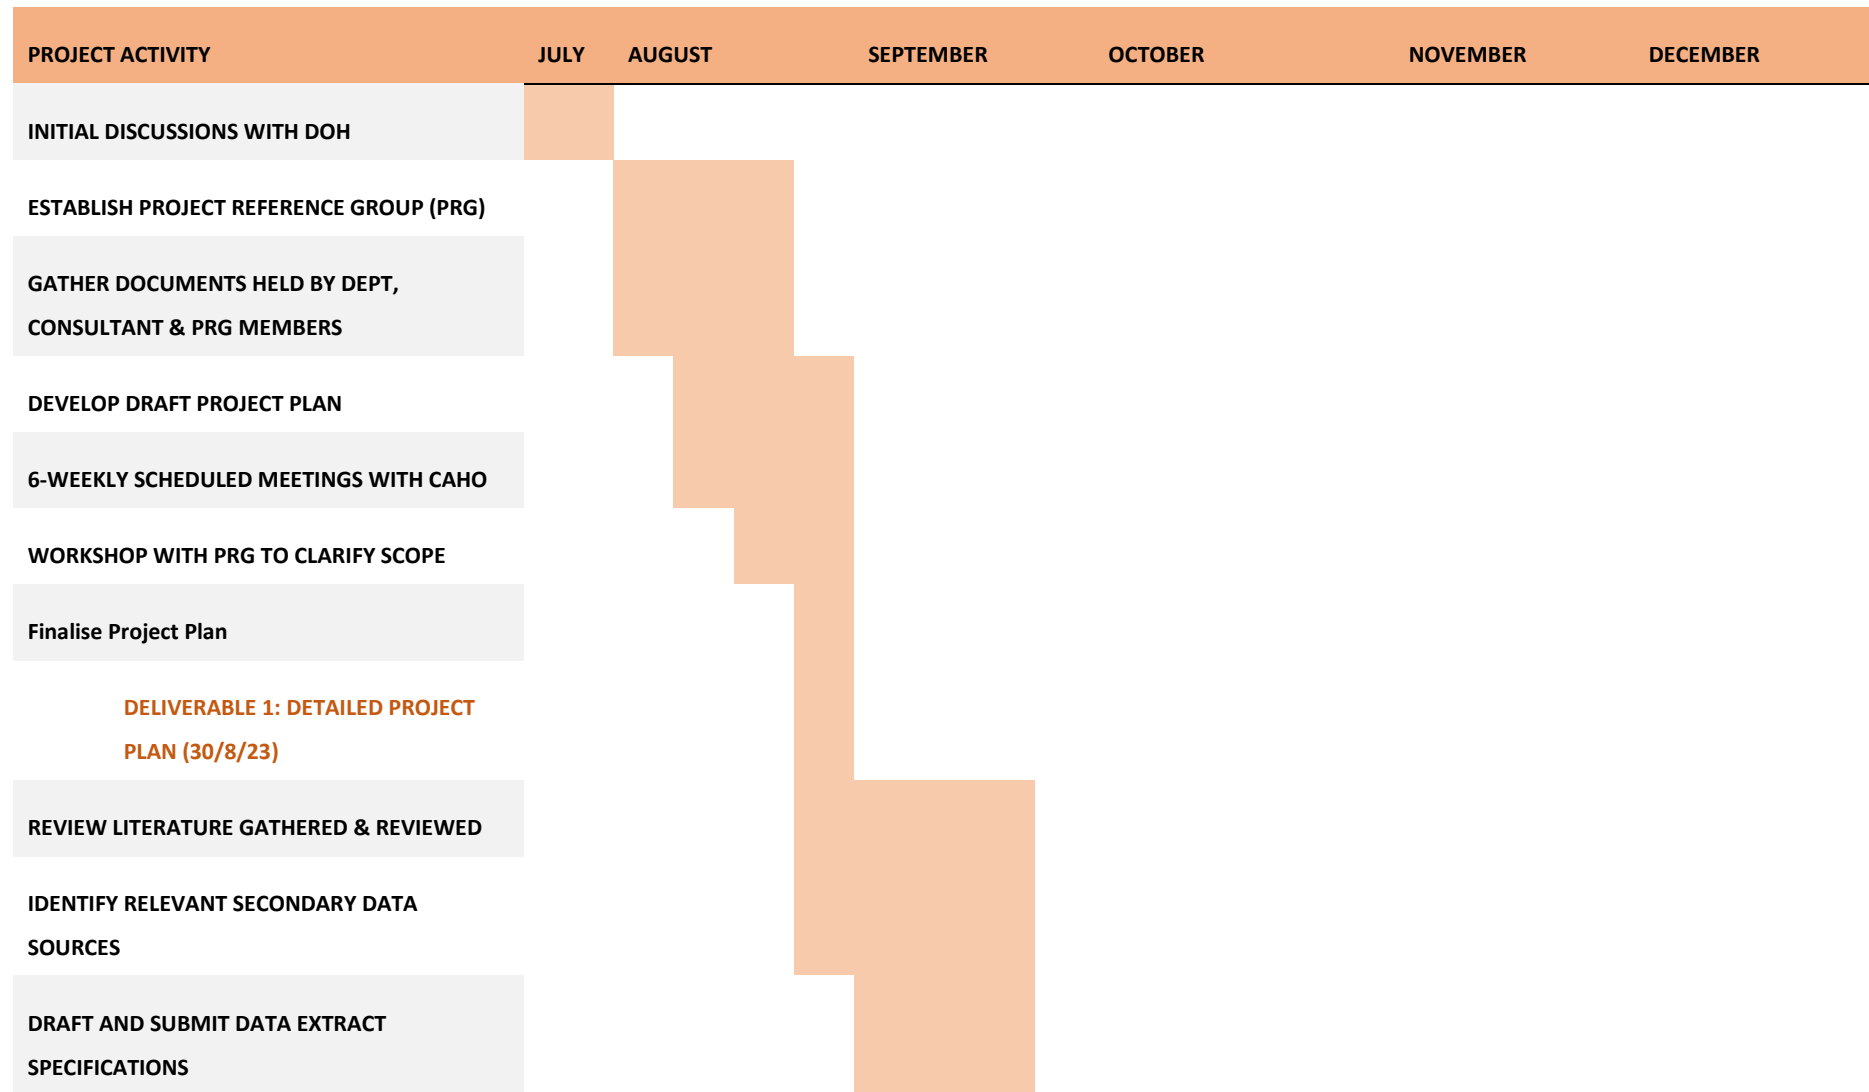 PROJECT ACTIVITY JULY AUGUST SEPTEMBER OCTOBER NOVEMBER DECEMBER
INITIAL DISCUSSIONS WITH DOH
ESTABLISH PROJECT REFERENCE GROUP (PRG)
GATHER DOCUMENTS HELD BY DEPT,
CONSULTANT & PRG MEMBERS
DEVELOP DRAFT PROJECT PLAN
6-WEEKLY SCHEDULED MEETINGS WITH CAHO
WORKSHOP WITH PRG TO CLARIFY SCOPE
Finalise Project Plan
DELIVERABLE 1: DETAILED PROJECT
PLAN (30/8/23)
REVIEW LITERATURE GATHERED & REVIEWED
IDENTIFY RELEVANT SECONDARY DATA
SOURCES
DRAFT AND SUBMIT DATA EXTRACT
SPECIFICATIONS